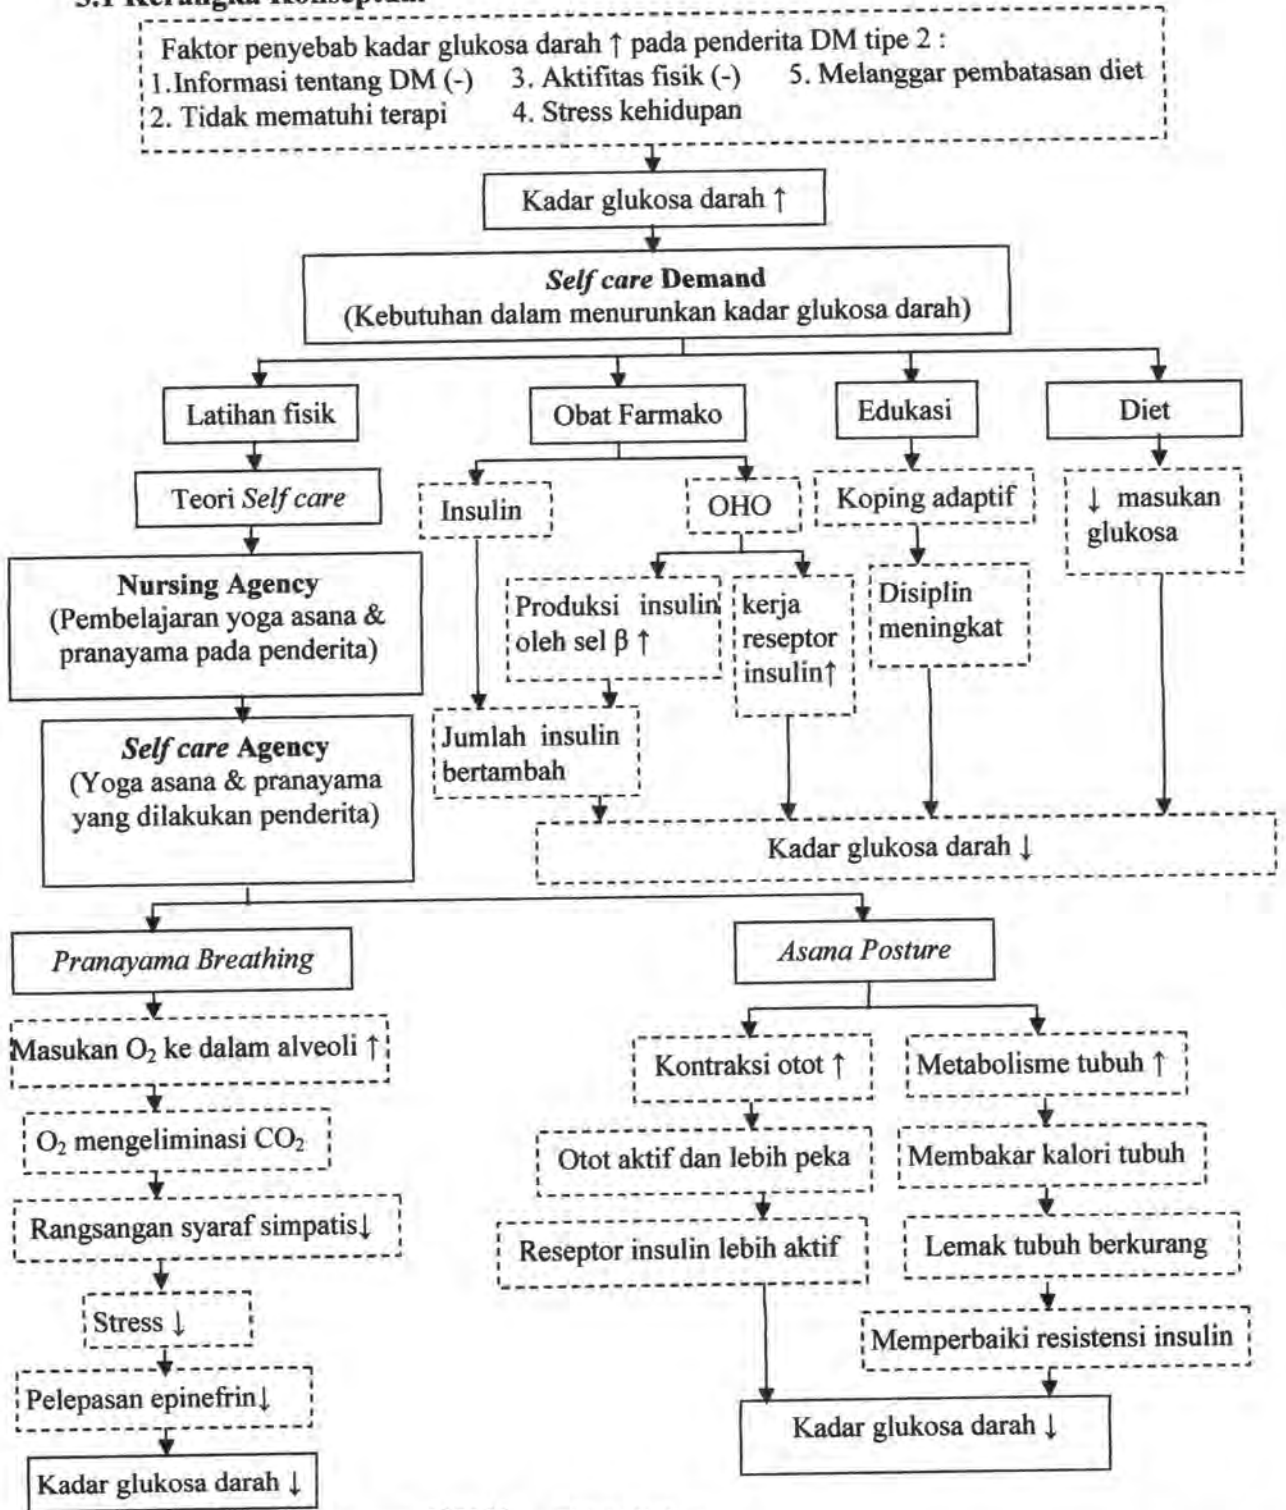 3.1 Kerangka Konseptual
Faktor penyebab kadar glukosa darah ↑ pada penderita DM tipe 2 :
1.Informasi tentang DM (-) 3. Aktifitas fisik (-) 5. Melanggar pembatasan diet
2. Tidak mematuhi terapi 4. Stress kehidupan
Kadar glukosa darah ↑
Self care Demand
(Kebutuhan dalam menurunkan kadar glukosa darah)
Latihan fisik
Obat Farmako
Edukasi
Diet
Teori Self care
Insulin
OHO
Koping adaptif
↓ masukan
glukosa
Nursing Agency
(Pembelajaran yoga asana &
pranayama pada penderita)
Produksi insulin
oleh sel β ↑
kerja
reseptor
insulin↑
Disiplin
meningkat
Self care Agency
(Yoga asana & pranayama
yang dilakukan penderita)
Jumlah insulin
bertambah
Kadar glukosa darah ↓
Pranayama Breathing
Asana Posture
Masukan O₂ ke dalam alveoli ↑
O₂ mengeliminasi CO₂
Rangsangan syaraf simpatis↓
Stress ↓
Pelepasan epinefrin↓
Kadar glukosa darah ↓
Kontraksi otot ↑
Otot aktif dan lebih peka
Reseptor insulin lebih aktif
Metabolisme tubuh ↑
Membakar kalori tubuh
Lemak tubuh berkurang
Memperbaiki resistensi insulin
Kadar glukosa darah ↓